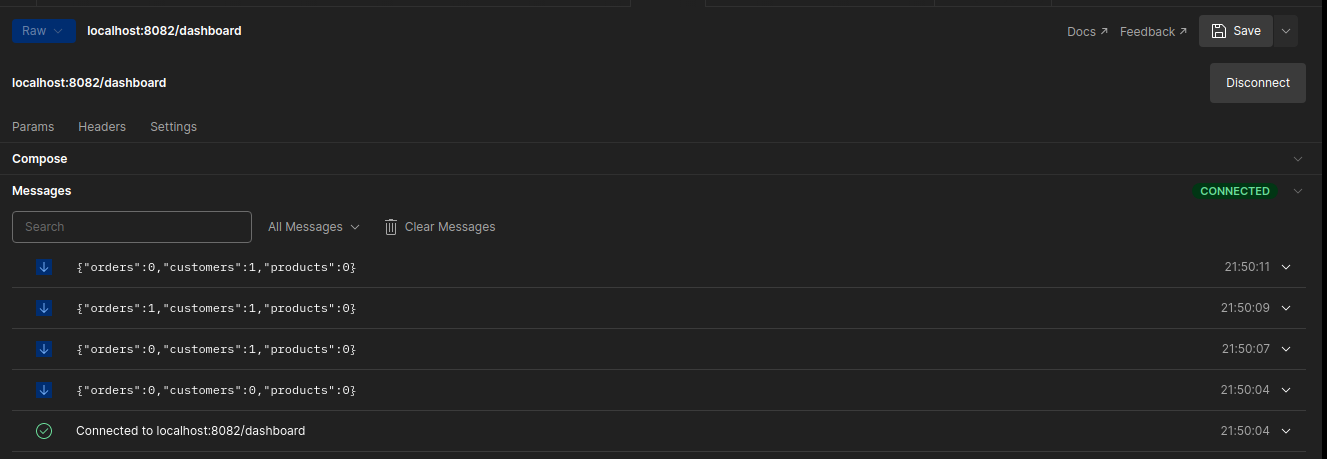 Raw localhost:8082/dashboard Docs ↗ Feedback ↗ Save
localhost:8082/dashboard Disconnect
Params Headers Settings
Compose
Messages CONNECTED
Search All Messages Clear Messages
{"orders":0,"customers":1,"products":0} 21:50:11
{"orders":1,"customers":1,"products":0} 21:50:09
{"orders":0,"customers":1,"products":0} 21:50:07
{"orders":0,"customers":0,"products":0} 21:50:04
Connected to localhost:8082/dashboard 21:50:04